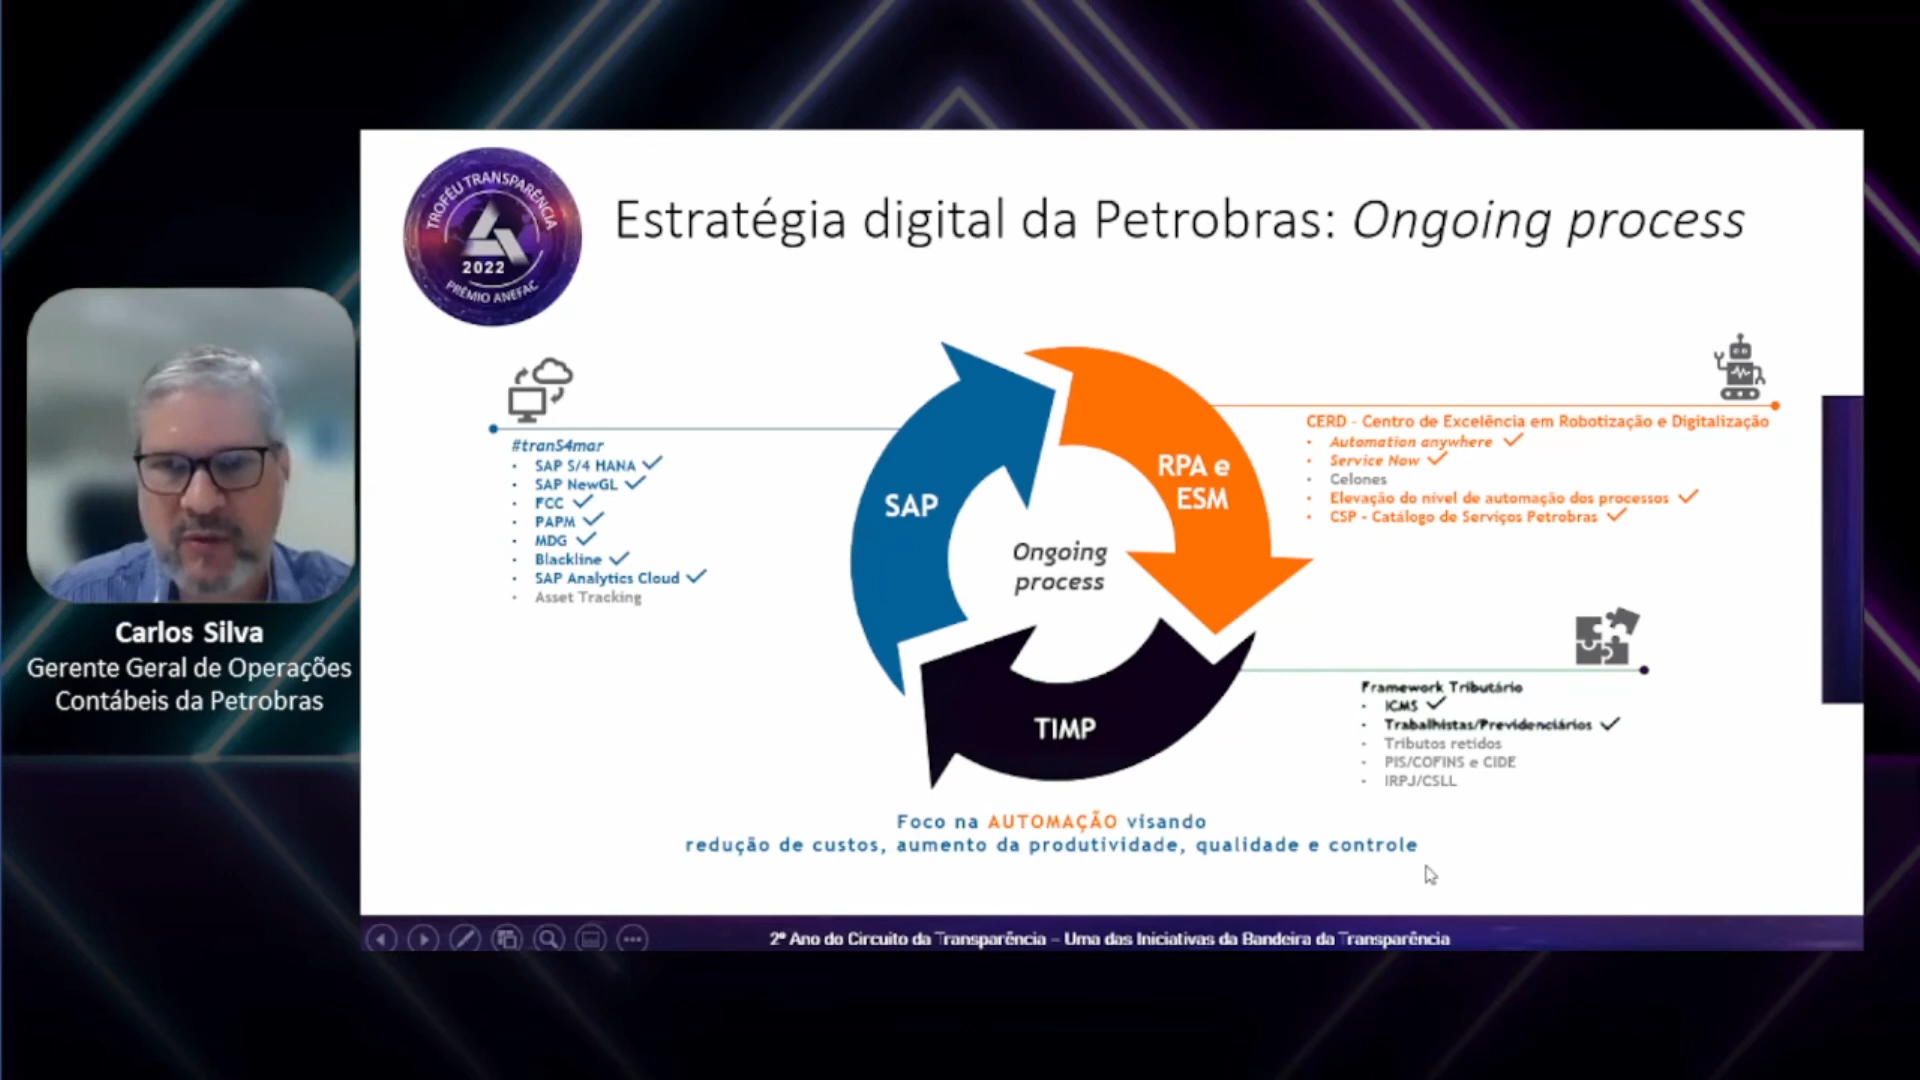 TROFÉU TRANSPARÊNCIA
2022
PRÊMIO ANEFAC
Estratégia digital da Petrobras: Ongoing process
Carlos Silva
Gerente Geral de Operações
Contábeis da Petrobras
#tranS4mar
SAP S/4 HANA
SAP NewGL
FCC
PAPM
MDG
Blackline
SAP Analytics Cloud
Asset Tracking
SAP
RPA e
ESM
Ongoing
process
TIMP
CERD - Centro de Excelência em Robotização e Digitalização
Automation anywhere
Service Now
Celones
Elevação do nível de automação dos processos
CSP - Catálogo de Serviços Petrobras
Framework Tributário
ICMS
Trabalhistas/Previdenciários
Tributos retidos
PIS/COFINS e CIDE
IRPJ/CSLL
Foco na AUTOMAÇÃO visando
redução de custos, aumento da produtividade, qualidade e controle
2º Ano do Circuito da Transparência – Uma das Iniciativas da Bandeira da Transparência